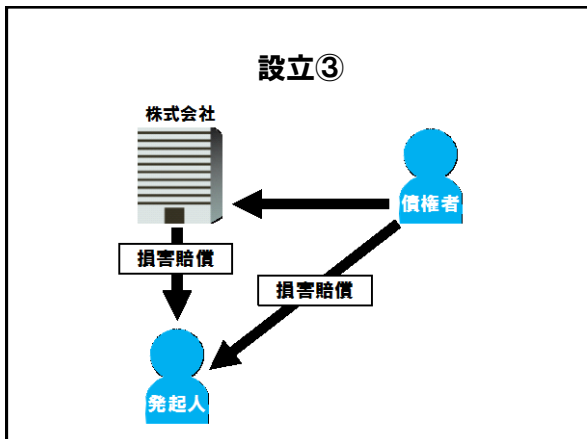 設立③
株式会社
債権者
損害賠償
損害賠償
発起人